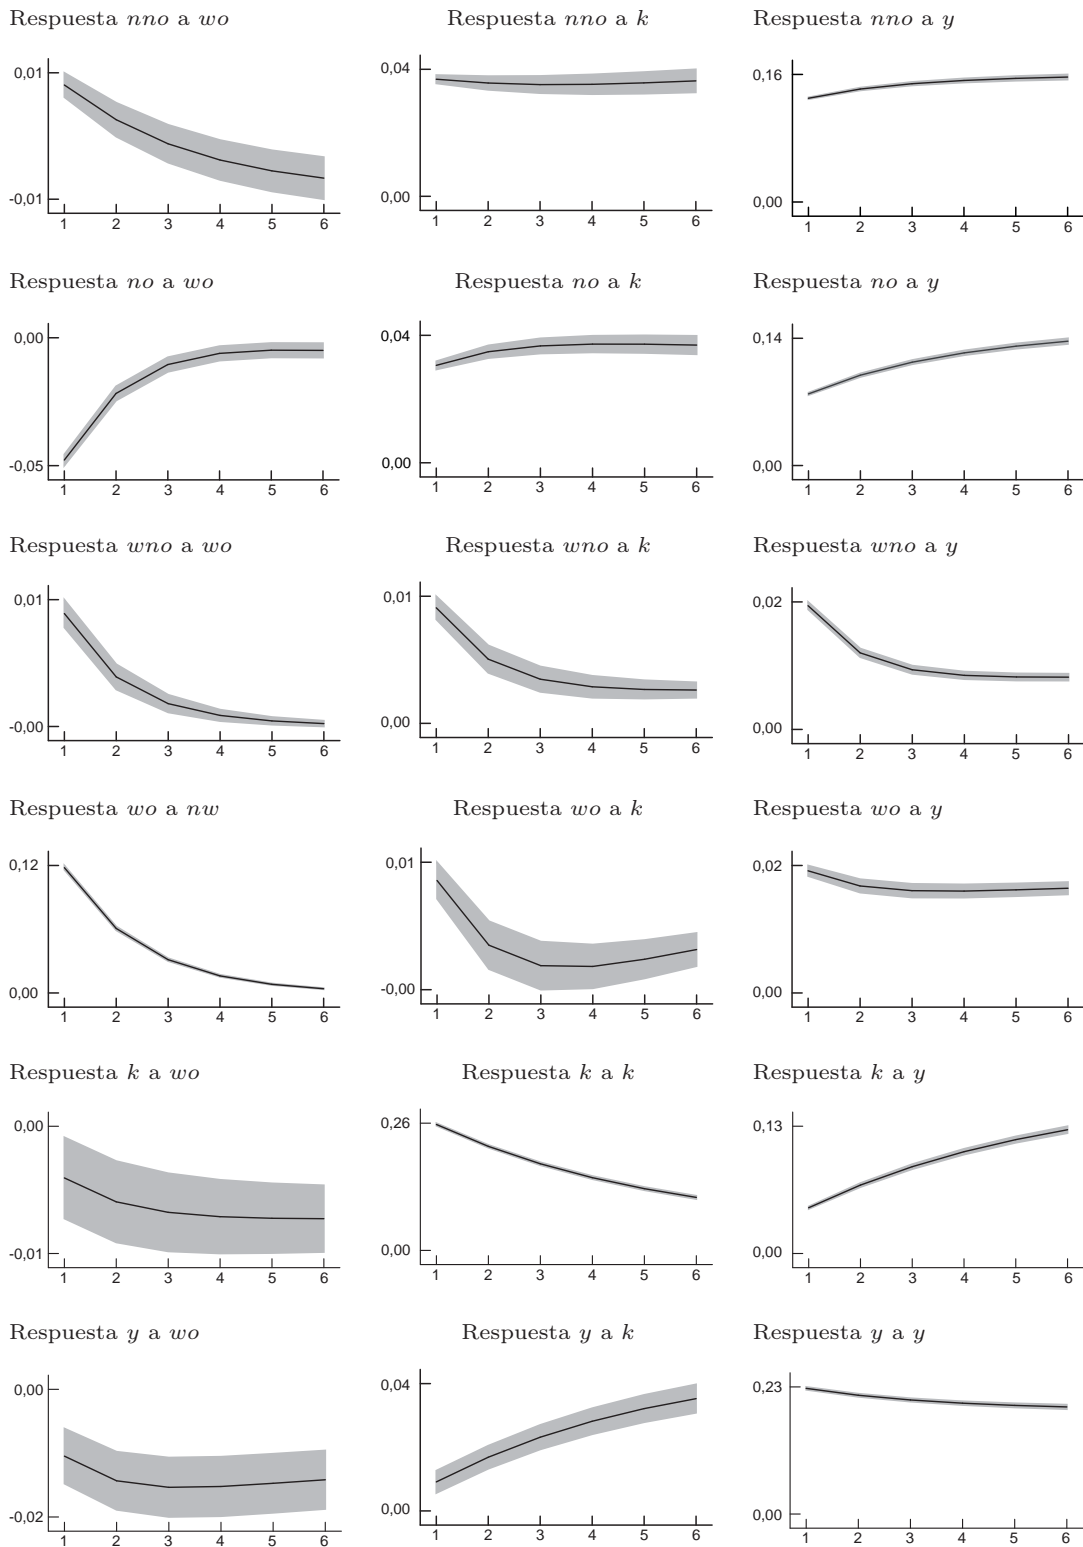 Respuesta nno a wo Respuesta nno a k Respuesta nno a y
0,01 0,04 0,16
-0,01 0,00 0,00
1 2 3 4 5 6 1 2 3 4 5 6 1 2 3 4 5 6
Respuesta no a wo Respuesta no a k Respuesta no a y
0,00 0,04 0,14
-0,05 0,00 0,00
1 2 3 4 5 6 1 2 3 4 5 6 1 2 3 4 5 6
Respuesta wno a wo Respuesta wno a k Respuesta wno a y
0,01 0,01 0,02
-0,00 0,00 0,00
1 2 3 4 5 6 1 2 3 4 5 6 1 2 3 4 5 6
Respuesta wo a nw Respuesta wo a k Respuesta wo a y
0,12 0,01 0,02
0,00 -0,00 0,00
1 2 3 4 5 6 1 2 3 4 5 6 1 2 3 4 5 6
Respuesta k a wo Respuesta k a k Respuesta k a y
0,00 0,26 0,13
-0,01 0,00 0,00
1 2 3 4 5 6 1 2 3 4 5 6 1 2 3 4 5 6
Respuesta y a wo Respuesta y a k Respuesta y a y
0,00 0,04 0,23
-0,02 0,00 0,00
1 2 3 4 5 6 1 2 3 4 5 6 1 2 3 4 5 6